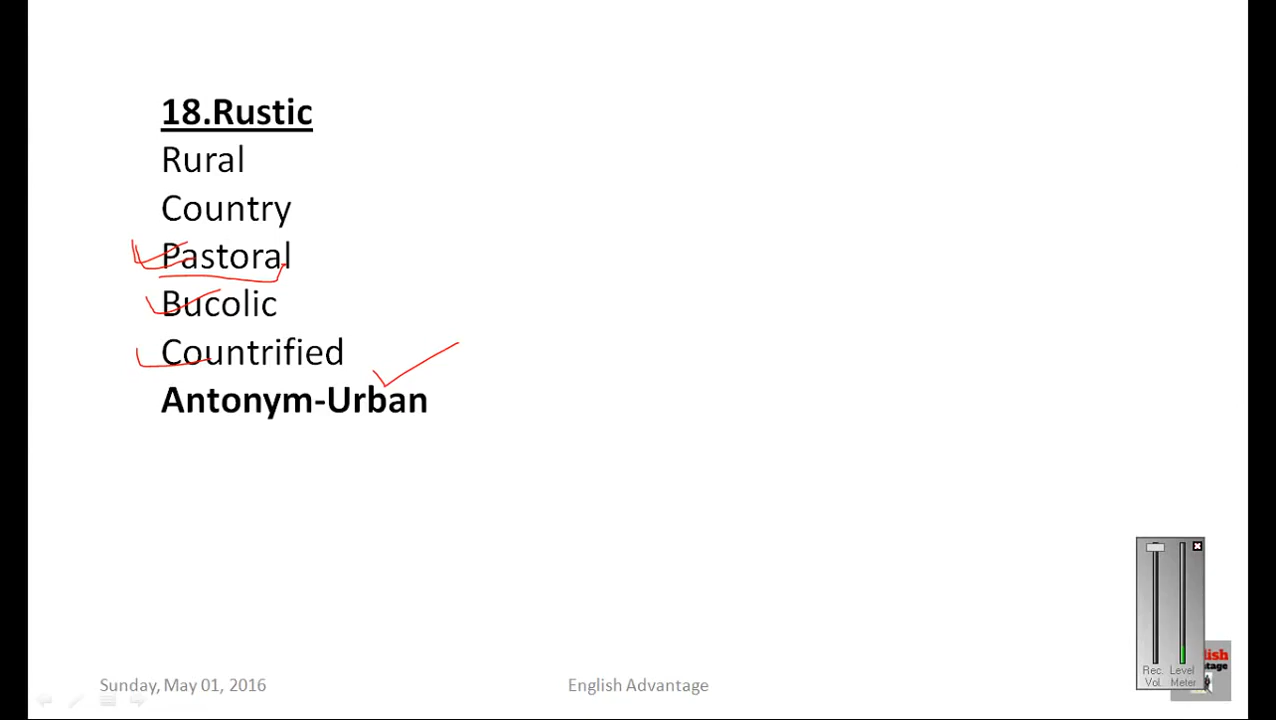 18.Rustic
Rural
Country
Pastoral
Bucolic
Countrified
Antonym-Urban
Rec. Level
Vol. Meter
Sunday, May 01, 2016
English Advantage